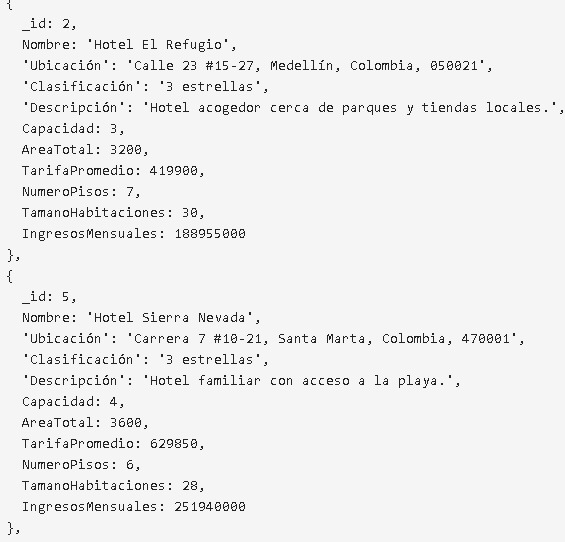 {
  _id: 2,
  Nombre: 'Hotel El Refugio',
  'Ubicación': 'Calle 23 #15-27, Medellín, Colombia, 050021',
  'Clasificación': '3 estrellas',
  'Descripción': 'Hotel acogedor cerca de parques y tiendas locales.',
  Capacidad: 3,
  AreaTotal: 3200,
  TarifaPromedio: 419900,
  NumeroPisos: 7,
  TamanoHabitaciones: 30,
  IngresosMensuales: 188955000
},
{
  _id: 5,
  Nombre: 'Hotel Sierra Nevada',
  'Ubicación': 'Carrera 7 #10-21, Santa Marta, Colombia, 470001',
  'Clasificación': '3 estrellas',
  'Descripción': 'Hotel familiar con acceso a la playa.',
  Capacidad: 4,
  AreaTotal: 3600,
  TarifaPromedio: 629850,
  NumeroPisos: 6,
  TamanoHabitaciones: 28,
  IngresosMensuales: 251940000
},